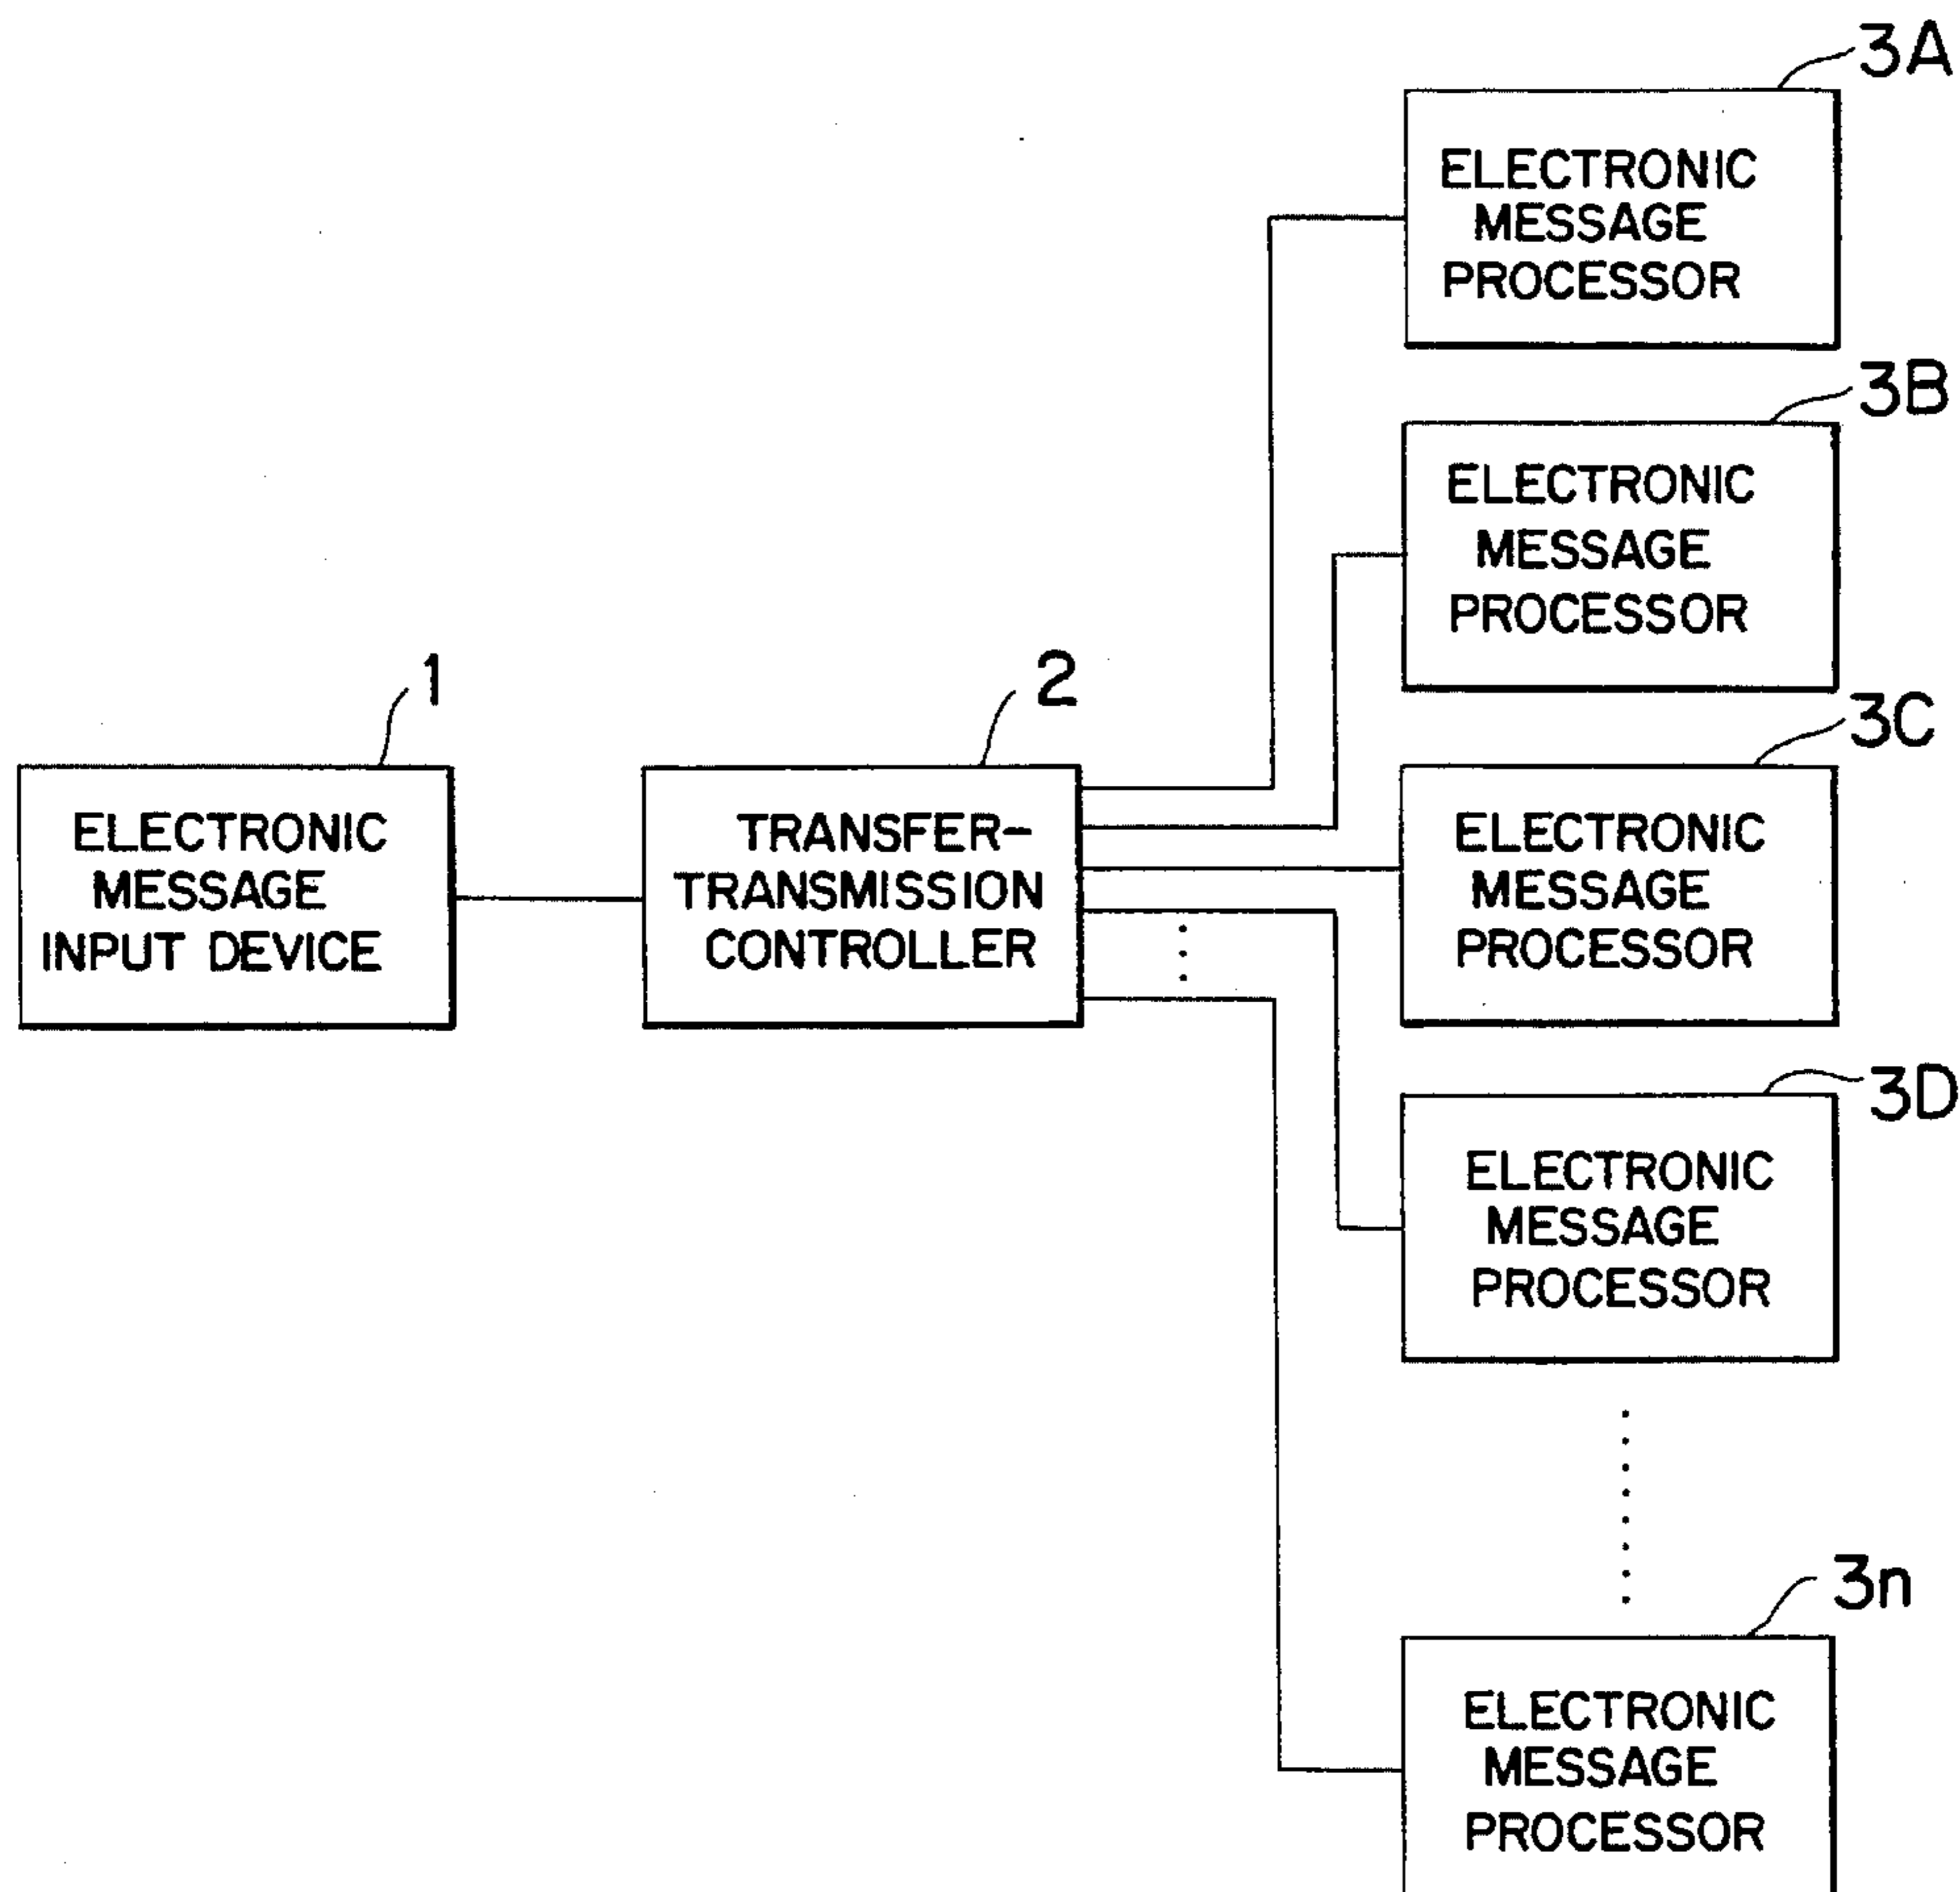 3A
ELECTRONIC
MESSAGE
PROCESSOR
3B
ELECTRONIC
MESSAGE
PROCESSOR
1
ELECTRONIC
MESSAGE
INPUT DEVICE
2
TRANSFER-
TRANSMISSION
CONTROLLER
3C
ELECTRONIC
MESSAGE
PROCESSOR
3D
ELECTRONIC
MESSAGE
PROCESSOR
3n
ELECTRONIC
MESSAGE
PROCESSOR